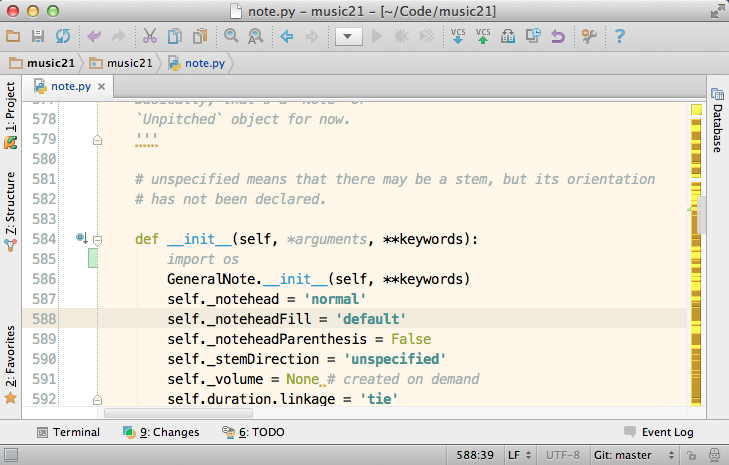 note.py – music21 – [~/Code/music21]
VCS VCS
music21 music21 note.py
note.py
1: Project
7: Structure
2: Favorites
Database
577 Basically, that's a `Note` or
578 `Unpitched` object for now.
579 '''
580
581 # unspecified means that there may be a stem, but its orientation
582 # has not been declared.
583
584 def __init__(self, *arguments, **keywords):
585 import os
586 GeneralNote.__init__(self, **keywords)
587 self._notehead = 'normal'
588 self._noteheadFill = 'default'
589 self._noteheadParenthesis = False
590 self._stemDirection = 'unspecified'
591 self._volume = None # created on demand
592 self.duration.linkage = 'tie'
Terminal 9: Changes 6: TODO Event Log
588:39 LF UTF-8 Git: master